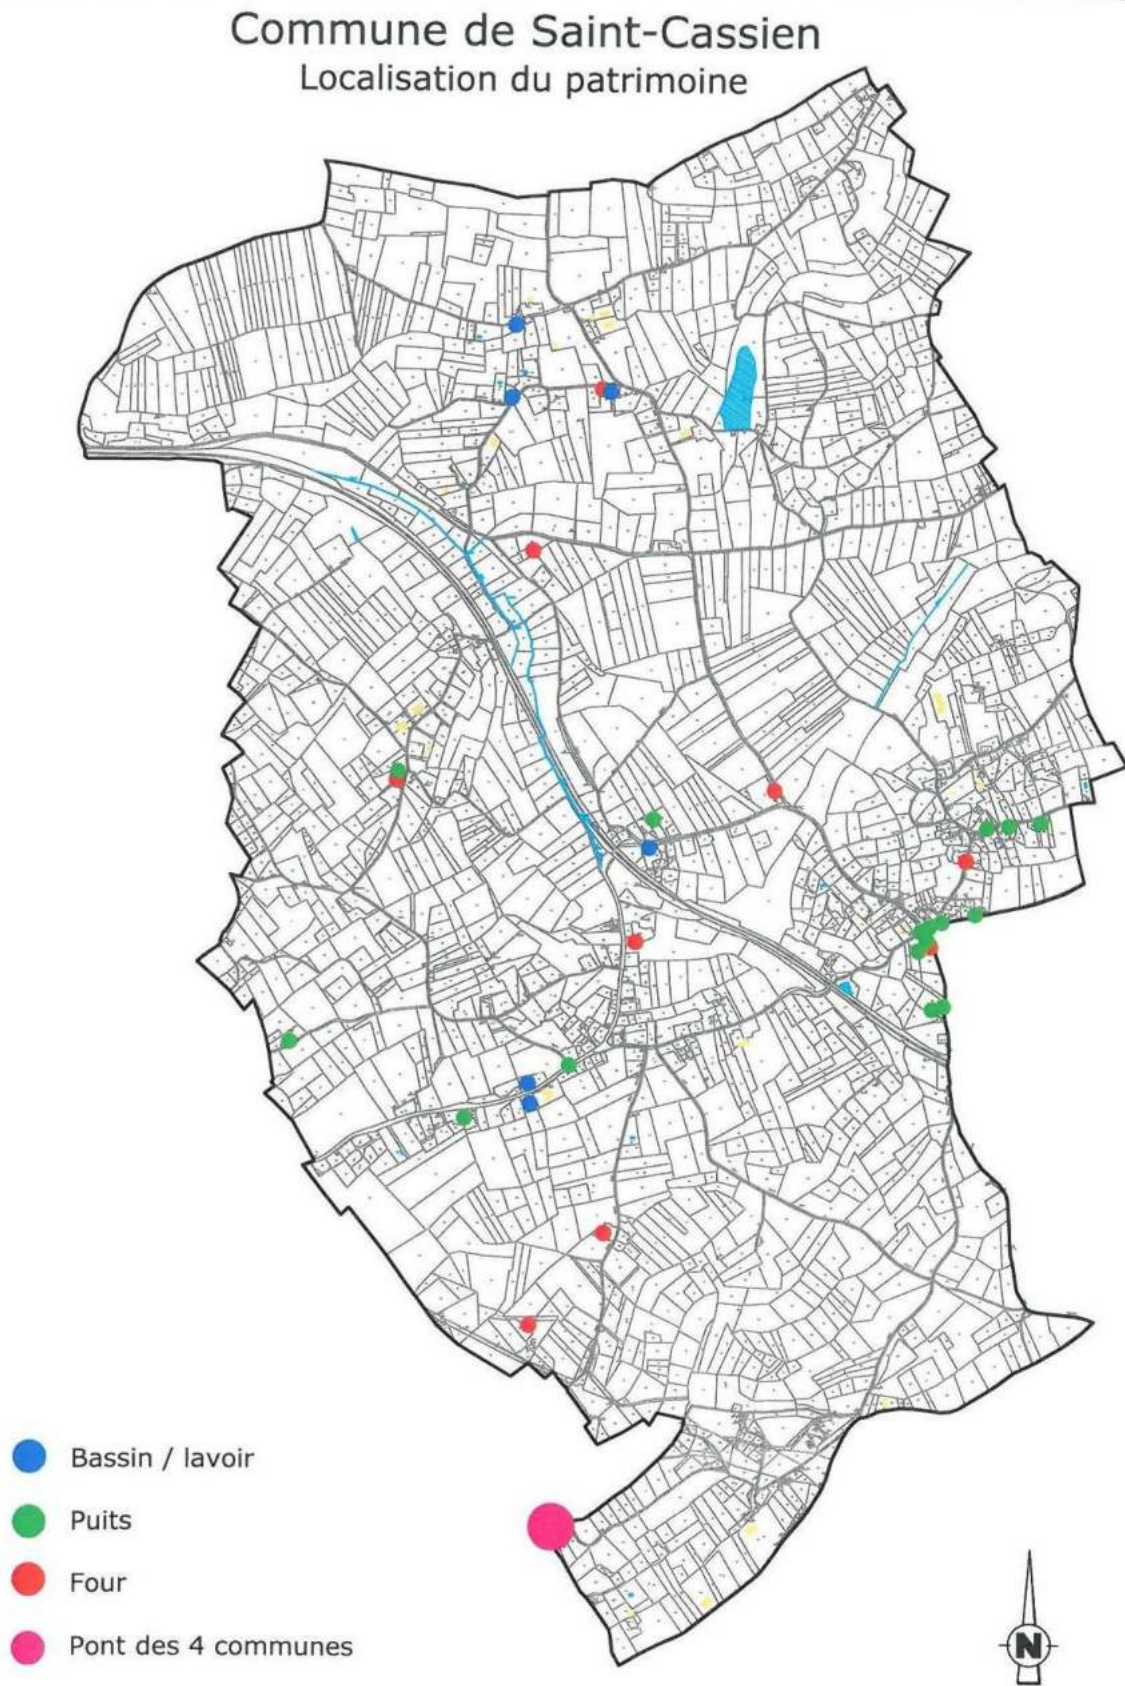 Commune de Saint-Cassien
Localisation du patrimoine
Bassin / lavoir
Puits
Four
Pont des 4 communes
N